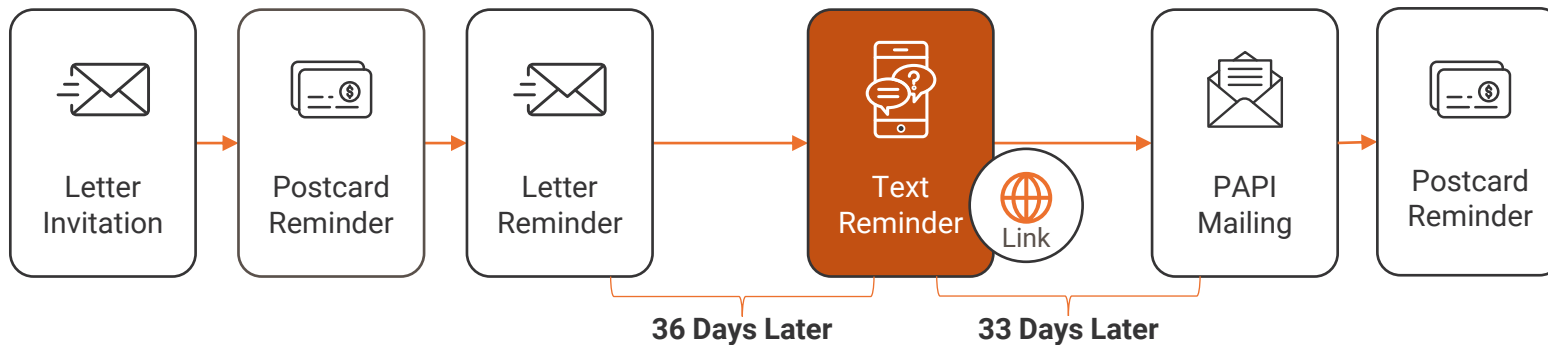 Letter
Invitation
Postcard
Reminder
Letter
Reminder
Text
Reminder
Link
PAPI
Mailing
Postcard
Reminder
36 Days Later
33 Days Later